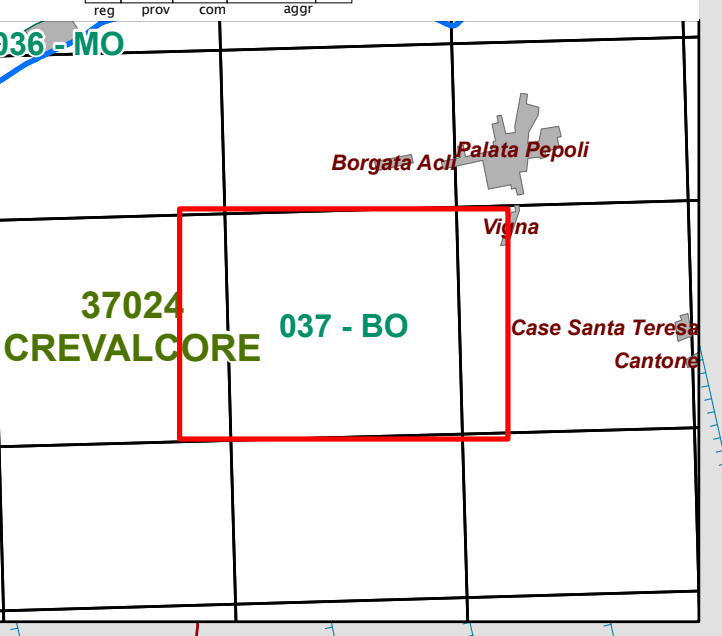 reg prov com aggr
036 - MO
Palata Pepoli
Borgata Acli
Vigna
37024
CREVALCORE
037 - BO
Case Santa Teresa
Cantone